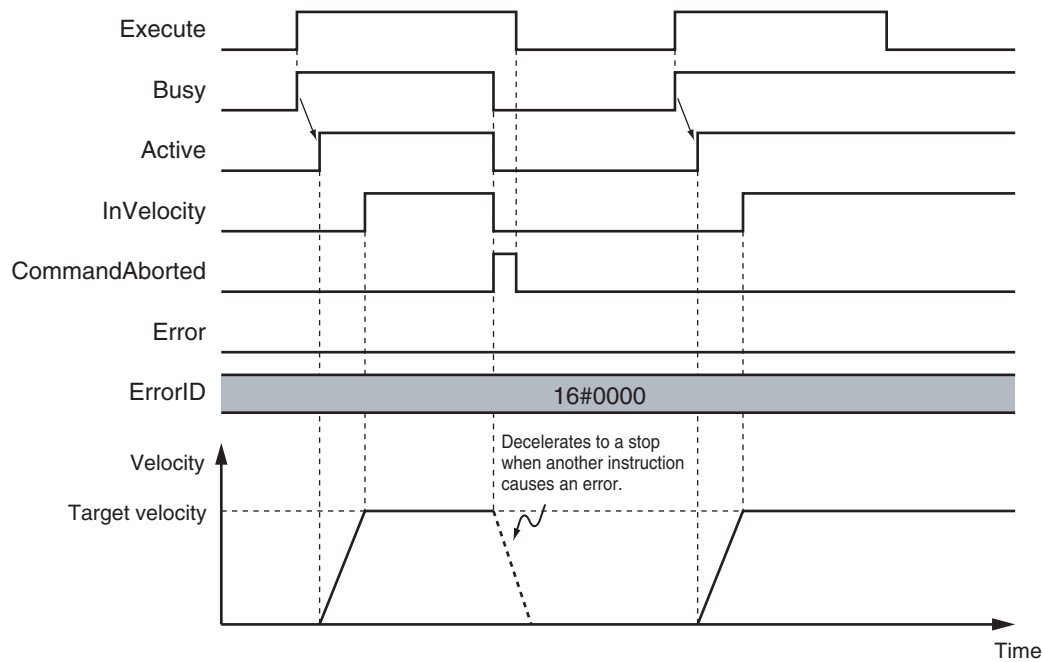 Execute
Busy
Active
InVelocity
CommandAborted
Error
ErrorID
16#0000
Velocity
Decelerates to a stop
when another instruction
causes an error.
Target velocity
Time